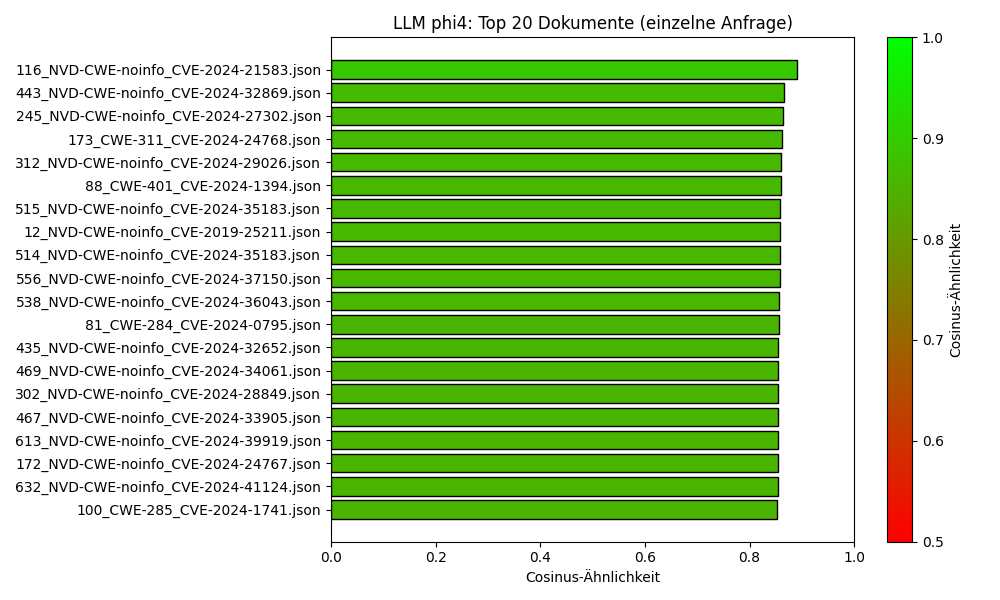 LLM phi4: Top 20 Dokumente (einzelne Anfrage)
116_NVD-CWE-noinfo_CVE-2024-21583.json
443_NVD-CWE-noinfo_CVE-2024-32869.json
245_NVD-CWE-noinfo_CVE-2024-27302.json
173_CWE-311_CVE-2024-24768.json
312_NVD-CWE-noinfo_CVE-2024-29026.json
88_CWE-401_CVE-2024-1394.json
515_NVD-CWE-noinfo_CVE-2024-35183.json
12_NVD-CWE-noinfo_CVE-2019-25211.json
514_NVD-CWE-noinfo_CVE-2024-35183.json
556_NVD-CWE-noinfo_CVE-2024-37150.json
538_NVD-CWE-noinfo_CVE-2024-36043.json
81_CWE-284_CVE-2024-0795.json
435_NVD-CWE-noinfo_CVE-2024-32652.json
469_NVD-CWE-noinfo_CVE-2024-34061.json
302_NVD-CWE-noinfo_CVE-2024-28849.json
467_NVD-CWE-noinfo_CVE-2024-33905.json
613_NVD-CWE-noinfo_CVE-2024-39919.json
172_NVD-CWE-noinfo_CVE-2024-24767.json
632_NVD-CWE-noinfo_CVE-2024-41124.json
100_CWE-285_CVE-2024-1741.json
0.0 0.2 0.4 0.6 0.8 1.0
Cosinus-Ähnlichkeit
1.0
0.9
0.8
0.7
0.6
0.5
Cosinus-Ähnlichkeit